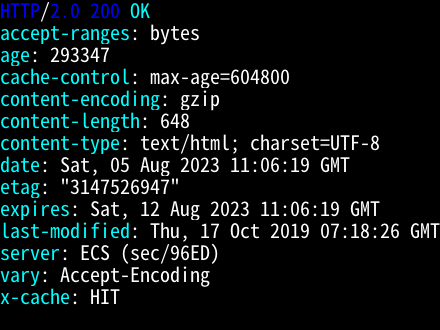 HTTP/2.0 200 OK
accept-ranges: bytes
age: 293347
cache-control: max-age=604800
content-encoding: gzip
content-length: 648
content-type: text/html; charset=UTF-8
date: Sat, 05 Aug 2023 11:06:19 GMT
etag: "3147526947"
expires: Sat, 12 Aug 2023 11:06:19 GMT
last-modified: Thu, 17 Oct 2019 07:18:26 GMT
server: ECS (sec/96ED)
vary: Accept-Encoding
x-cache: HIT